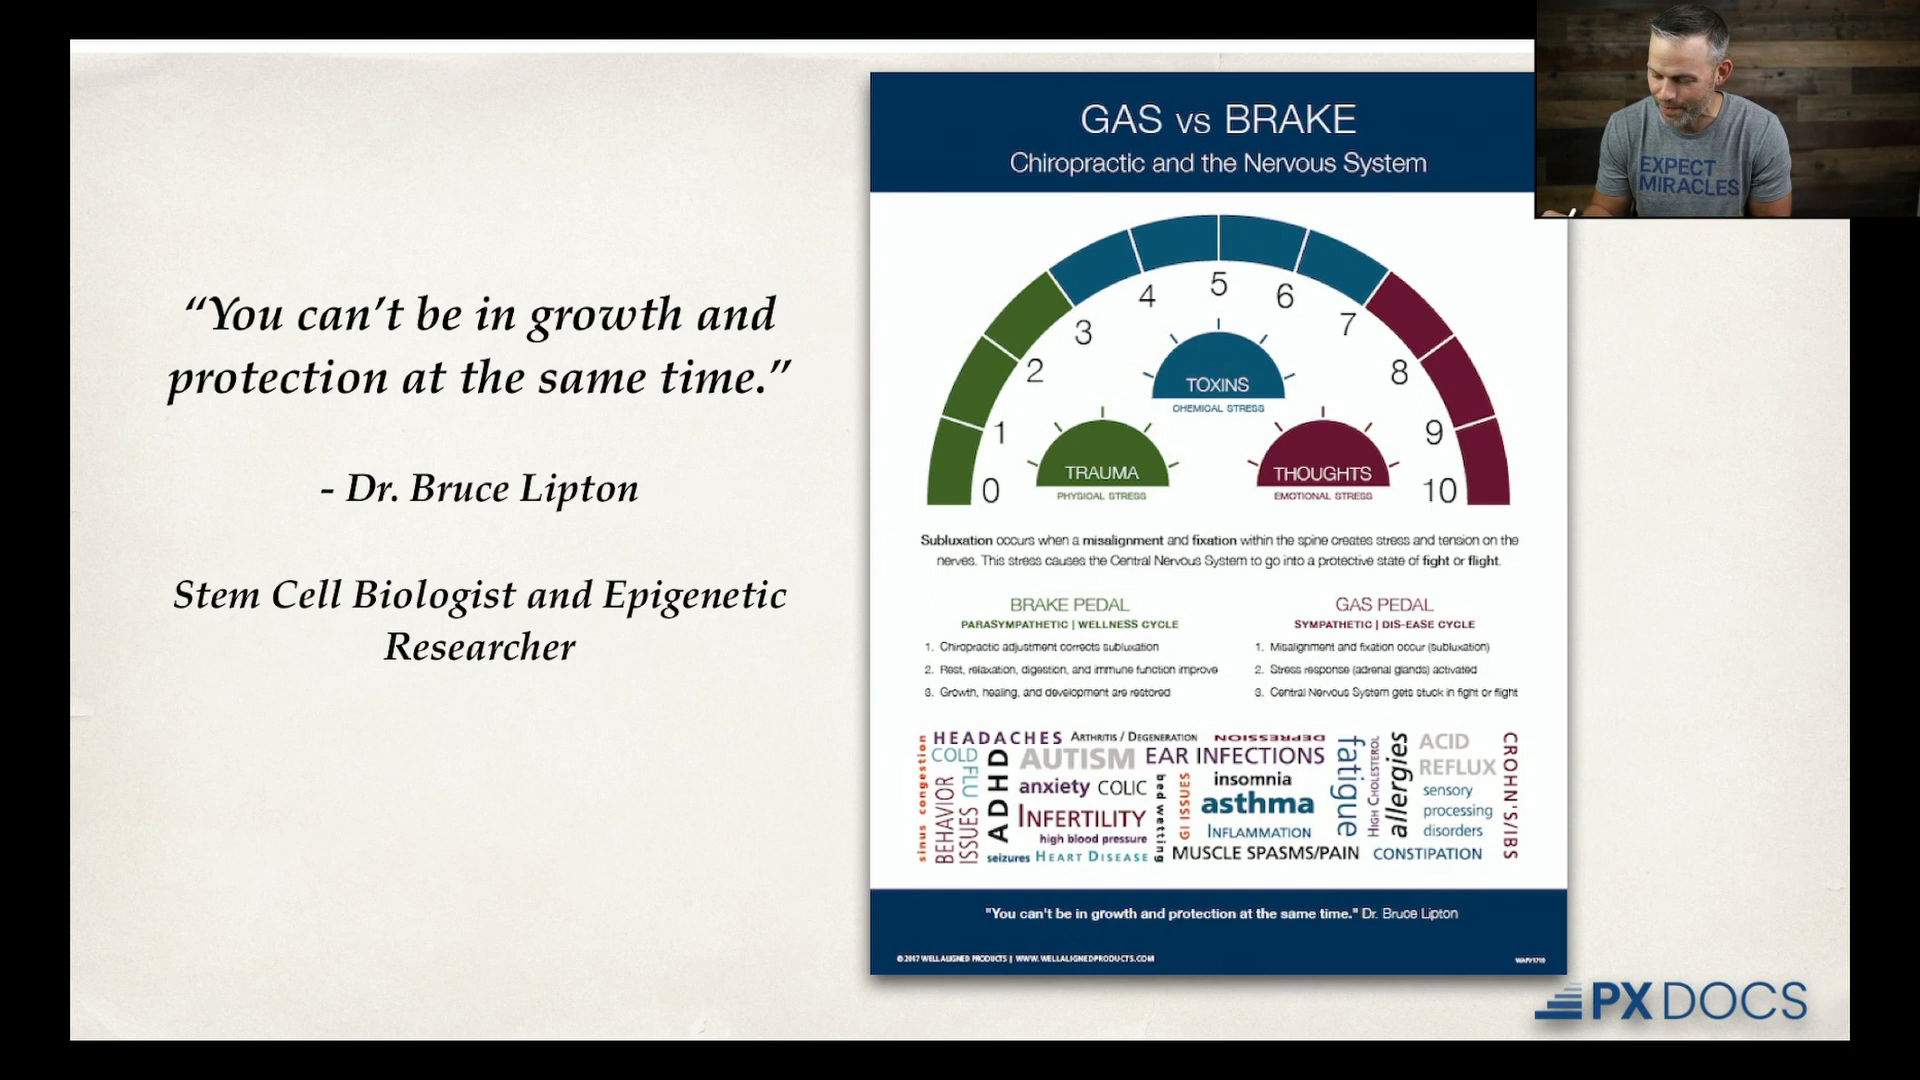 “You can’t be in growth and
protection at the same time.”
- Dr. Bruce Lipton
Stem Cell Biologist and Epigenetic
Researcher
GAS vs BRAKE
Chiropractic and the Nervous System
0
1
2
3
4
5
6
7
8
9
10
TOXINS
CHEMICAL STRESS
TRAUMA
PHYSICAL STRESS
THOUGHTS
EMOTIONAL STRESS
Subluxation occurs when a misalignment and fixation within the spine creates stress and tension on the
nerves. This stress causes the Central Nervous System to go into a protective state of fight or flight.
BRAKE PEDAL
PARASYMPATHETIC | WELLNESS CYCLE
1. Chiropractic adjustment corrects subluxation
2. Rest, relaxation, digestion, and immune function improve
3. Growth, healing, and development are restored
GAS PEDAL
SYMPATHETIC | DIS-EASE CYCLE
1. Misalignment and fixation occur (subluxation)
2. Stress response (adrenal glands) activated
3. Central Nervous System gets stuck in fight or flight
sinus congestion
HEADACHES
COLD
FLU
BEHAVIOR
ISSUES
ADHD
ARTHRITIS / DEGENERATION
AUTISM
anxiety
COLIC
INFERTILITY
high blood pressure
seizures
HEART DISEASE
bed wetting
DEPRESSION
EAR INFECTIONS
GI ISSUES
insomnia
asthma
INFLAMMATION
MUSCLE SPASMS/PAIN
fatigue
HIGH CHOLESTEROL
allergies
ACID
REFLUX
sensory
processing
disorders
CONSTIPATION
CROHN'S/IBS
"You can't be in growth and protection at the same time." Dr. Bruce Lipton
© 2017 WELL ALIGNED PRODUCTS | WWW.WELLALIGNEDPRODUCTS.COM
EXPECT
MIRACLES
PX DOCS